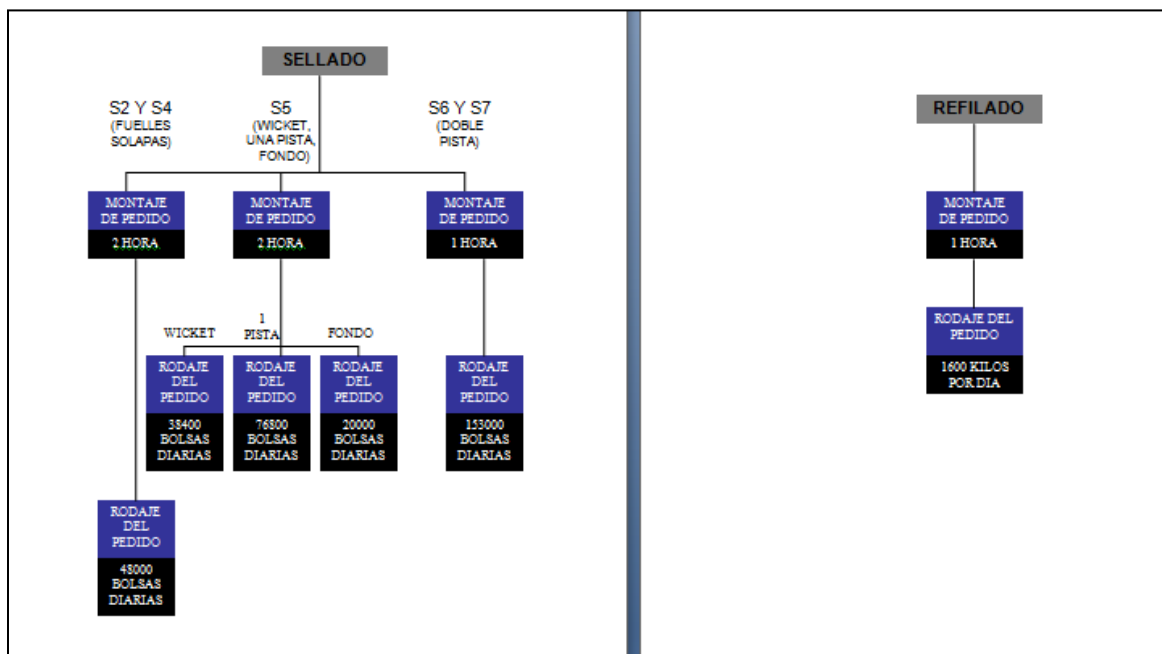 SELLADO
S2 Y S4
(FUELLES
SOLAPAS)
S5
(WICKET,
UNA PISTA,
FONDO)
S6 Y S7
(DOBLE
PISTA)
MONTAJE
DE PEDIDO
2 HORA
MONTAJE
DE PEDIDO
2 HORA
MONTAJE
DE PEDIDO
1 HORA
WICKET
1
PISTA
FONDO
RODAJE
DEL
PEDIDO
38400
BOLSAS
DIARIAS
RODAJE
DEL
PEDIDO
76800
BOLSAS
DIARIAS
RODAJE
DEL
PEDIDO
20000
BOLSAS
DIARIAS
RODAJE
DEL
PEDIDO
153000
BOLSAS
DIARIAS
RODAJE
DEL
PEDIDO
48000
BOLSAS
DIARIAS
REFILADO
MONTAJE
DE PEDIDO
1 HORA
RODAJE DEL
PEDIDO
1600 KILOS
POR DIA